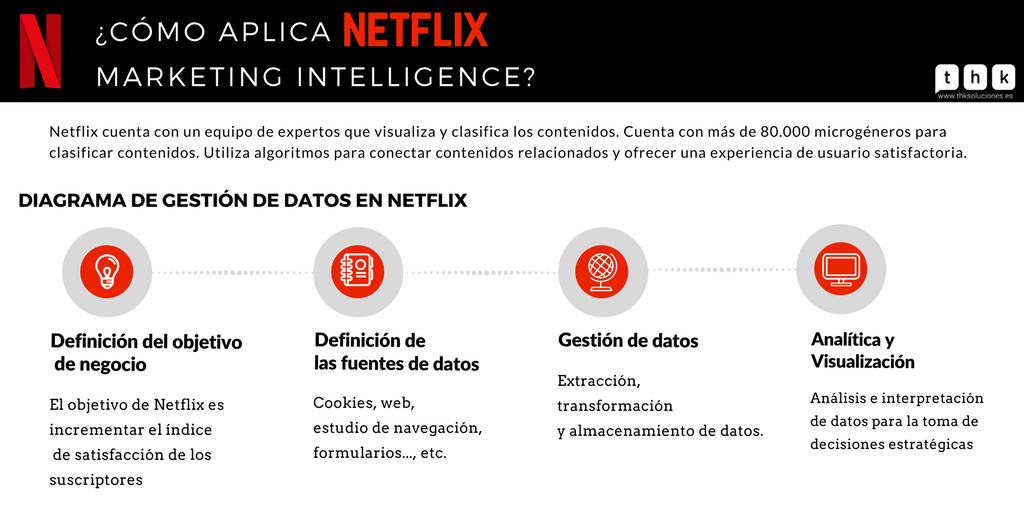 N
¿CÓMO APLICA NETFLIX
MARKETING INTELLIGENCE?
thk
www.thksoluciones.es
Netflix cuenta con un equipo de expertos que visualiza y clasifica los contenidos. Cuenta con más de 80.000 microgéneros para
clasificar contenidos. Utiliza algoritmos para conectar contenidos relacionados y ofrecer una experiencia de usuario satisfactoria.
DIAGRAMA DE GESTIÓN DE DATOS EN NETFLIX
Definición del objetivo
de negocio
El objetivo de Netflix es
incrementar el índice
de satisfacción de los
suscriptores
Definición de
las fuentes de datos
Cookies, web,
estudio de navegación,
formularios..., etc.
Gestión de datos
Extracción,
transformación
y almacenamiento de datos.
Analítica y
Visualización
Análisis e interpretación
de datos para la toma de
decisiones estratégicas